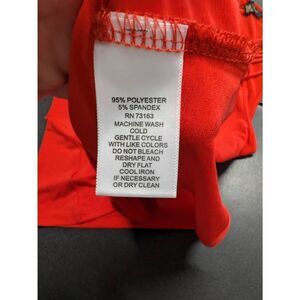 95% POLYESTER
5% SPANDEX
RN 73163
MACHINE WASH
COLD
GENTLE CYCLE
WITH LIKE COLORS
DO NOT BLEACH
RESHAPE AND
DRY FLAT
COOL IRON
IF NECESSARY
OR DRY CLEAN